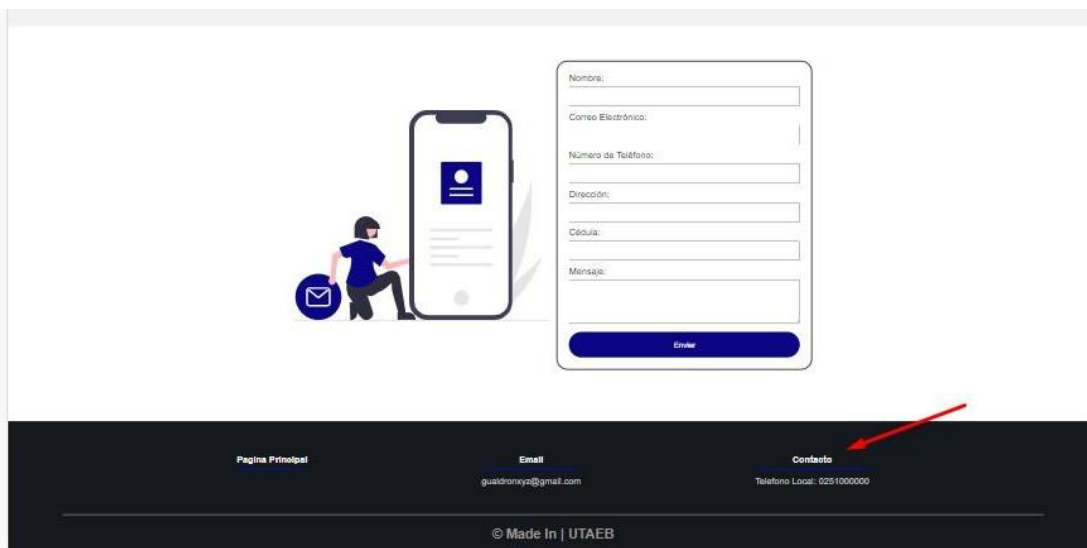 Nombre:
Correo Electrónico:
Número de Teléfono:
Dirección:
Cédula:
Mensaje:
Enviar
Pagina Principal
Email
Contacto
gualdronxyz@gmail.com
Telefono Local: 0251000000
© Made In | UTAEB